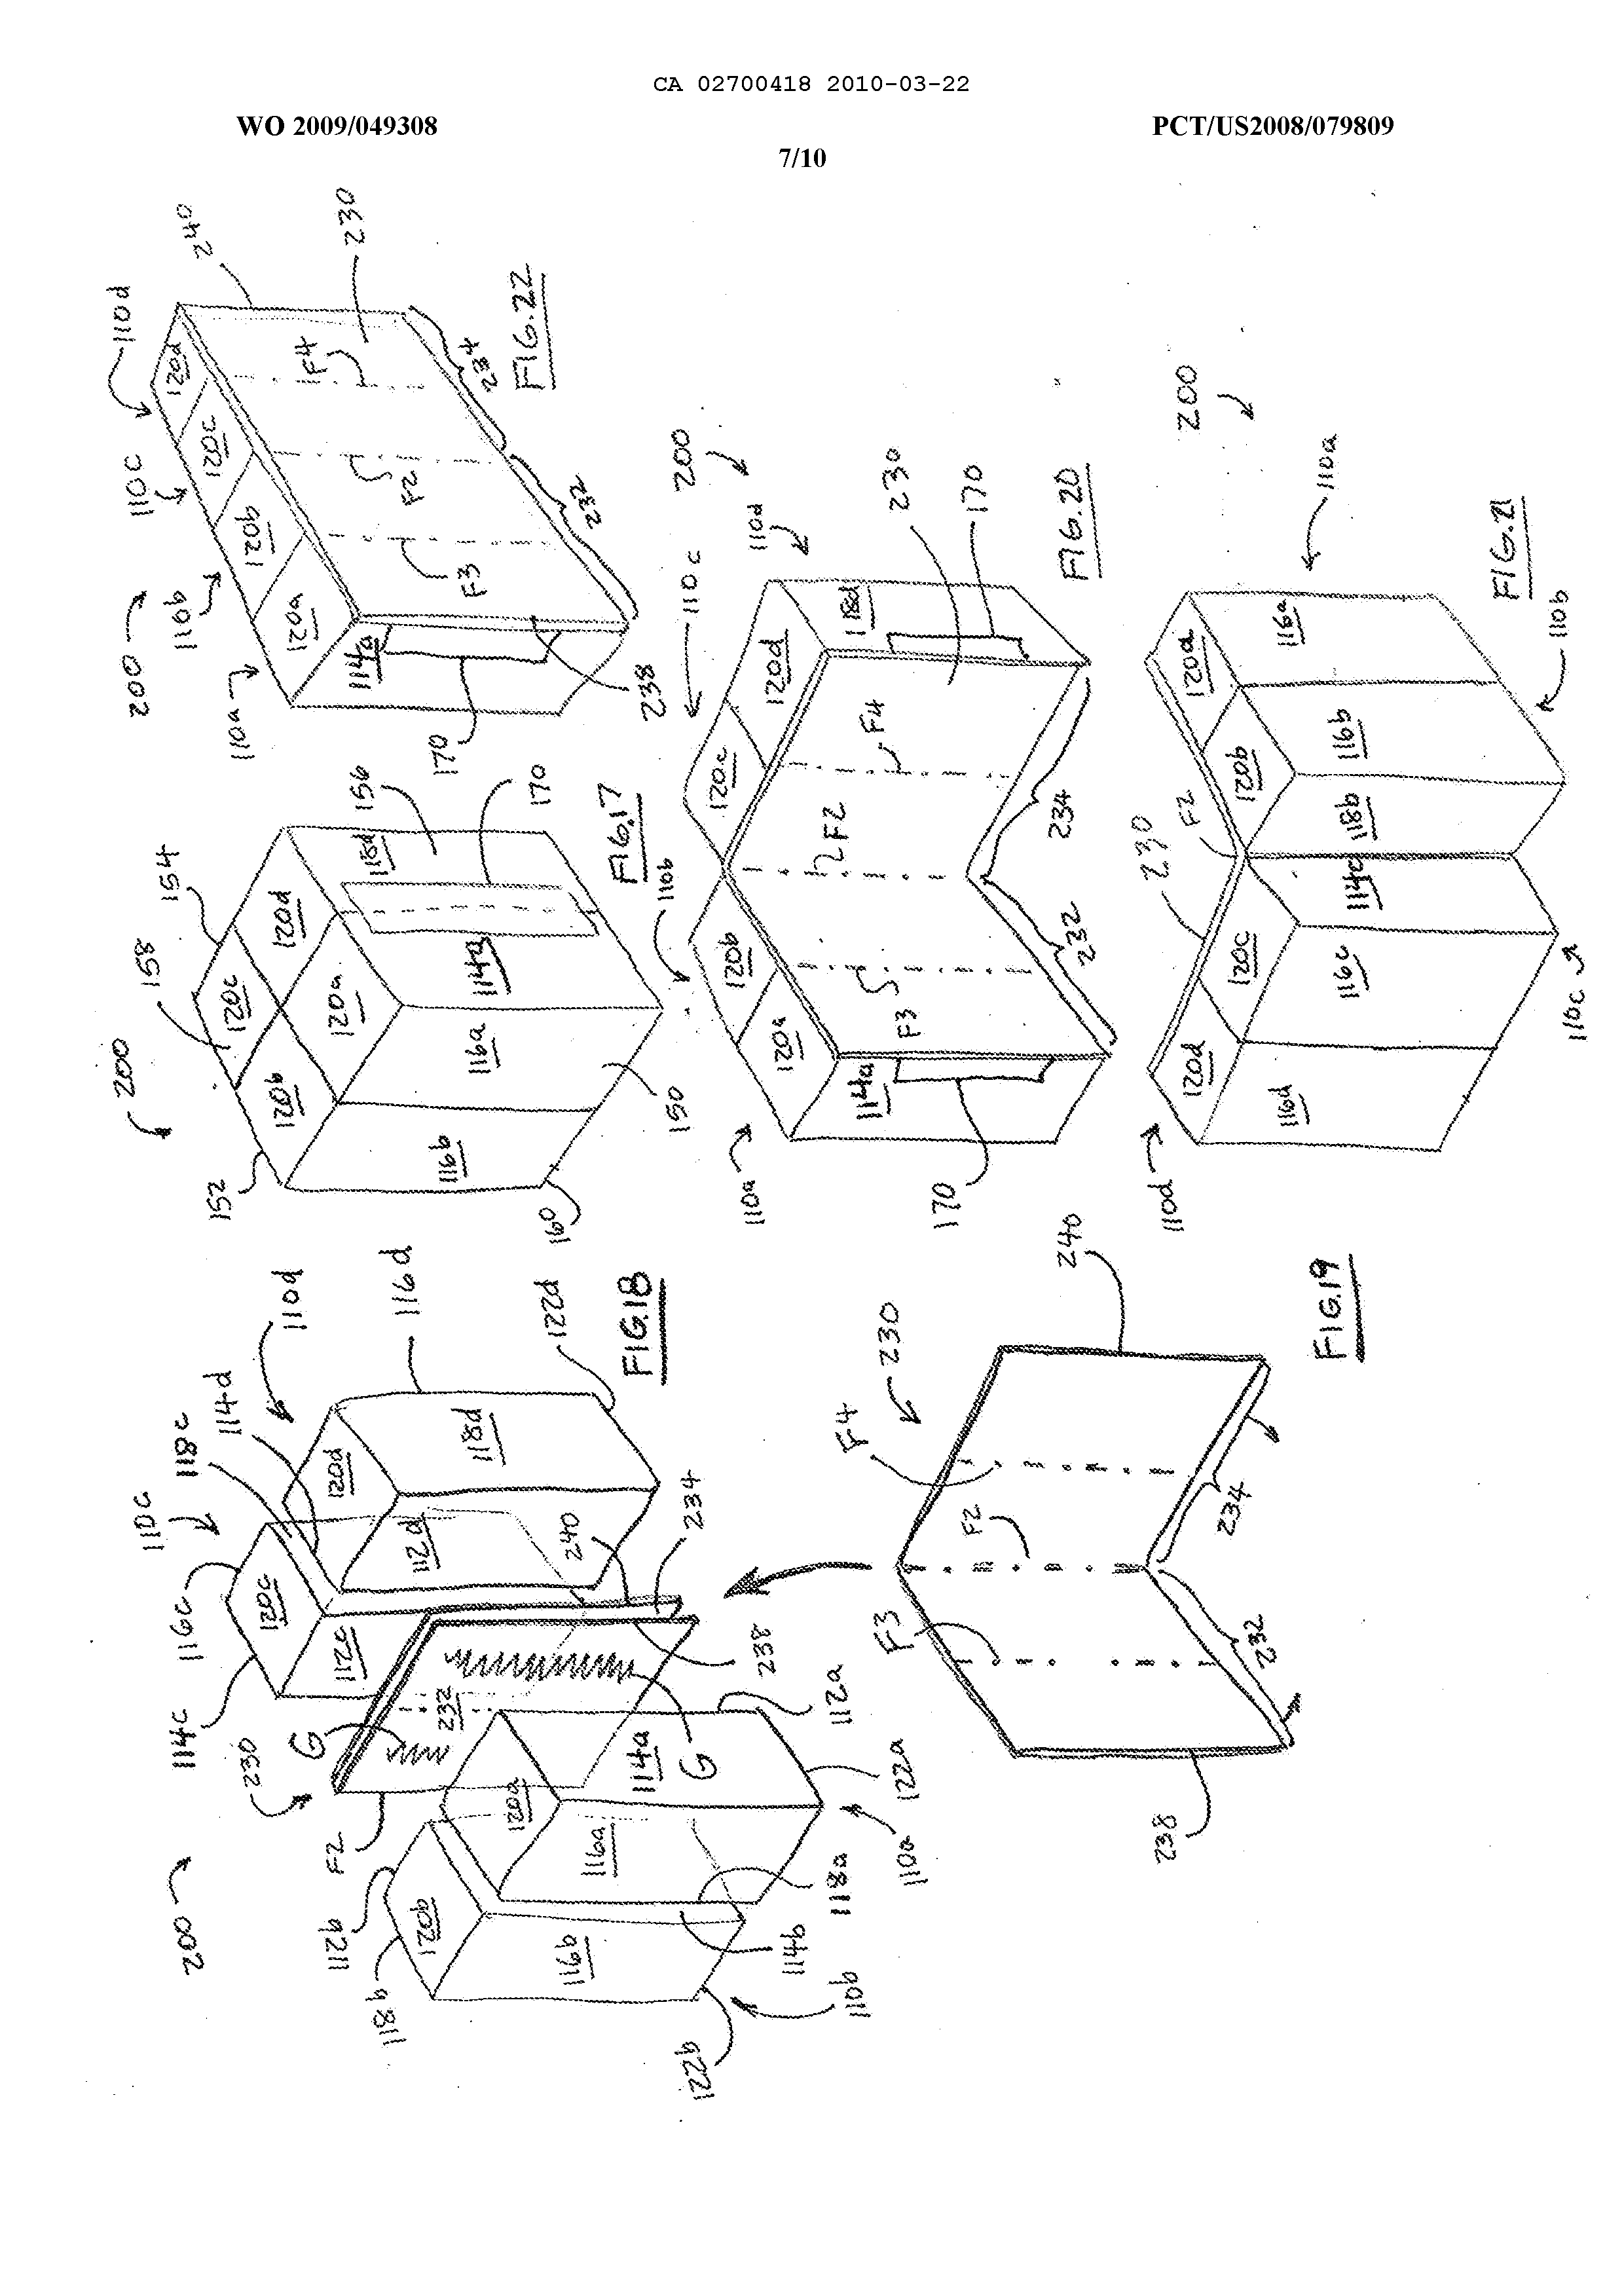 CA 02700418 2010-03-22
WO 2009/049308
PCT/US2008/079809
7/10
200
152
158
154
120b
120c
120d
120a
118d
156
116b
116a
114a
170
160
150
FIG.17
200
230
110c
116c
118c
114d
110d
114c
120c
120d
116d
112c
112d
118d
122d
G
232
240
234
F2
238
G
112b
118b
120b
120a
114a
112a
116b
116a
122a
114b
118a
110a
122b
110b
FIG.18
230
F3
F2
F4
240
238
232
234
FIG.19
110b
110c
200
110d
120a
120b
120c
120d
110a
114a
118d
F3
F2
F4
230
170
170
232
234
FIG.20
200
230
F2
120d
120c
120b
120a
110a
110d
116d
116c
114c
118b
116b
116a
110c
110b
FIG.21
200
110a
110b
110c
110d
240
120a
120b
120c
120d
230
114a
F3
F2
F4
170
238
232
234
FIG.22